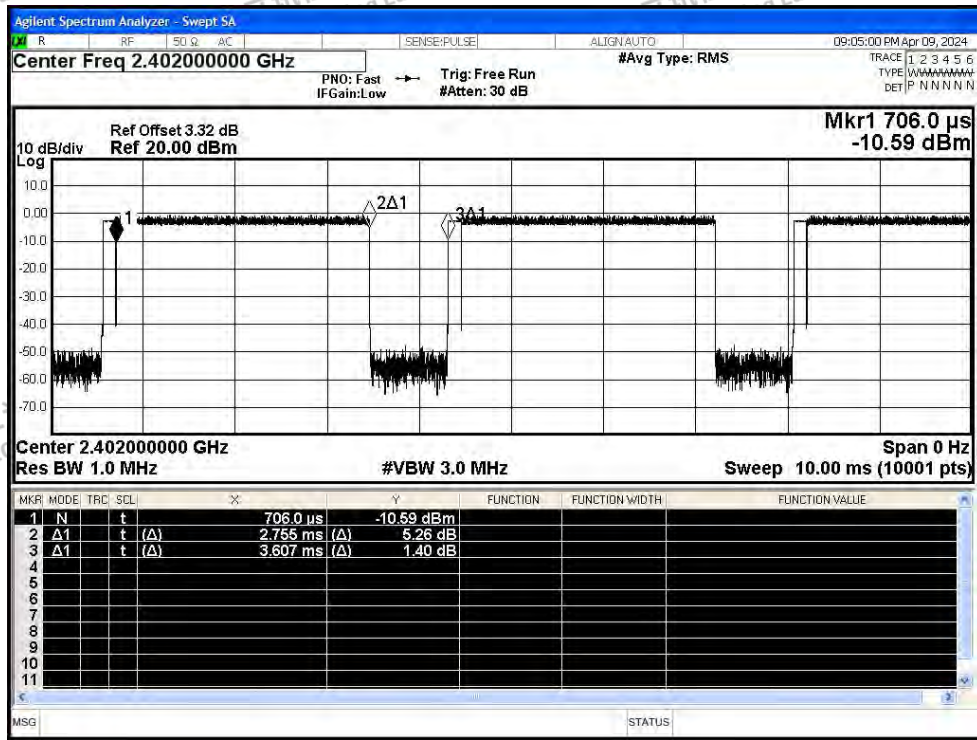 Agilent Spectrum Analyzer - Swept SA
LXI R RF 50 Ω AC SENSE:PULSE ALIGN AUTO 09:05:00 PM Apr 09, 2024
Center Freq 2.402000000 GHz
#Avg Type: RMS
TRACE 1 2 3 4 5 6
PNO: Fast Trig: Free Run
TYPE WWWWWW
IFGain:Low #Atten: 30 dB
DET P N N N N N
Mkr1 706.0 µs
-10.59 dBm
Ref Offset 3.32 dB
10 dB/div Ref 20.00 dBm
Log
10.0
0.00
-10.0
-20.0
-30.0
-40.0
-50.0
-60.0
-70.0
1
2Δ1
3Δ1
Center 2.402000000 GHz Span 0 Hz
Res BW 1.0 MHz #VBW 3.0 MHz Sweep 10.00 ms (10001 pts)
MKR MODE TRC SCL X Y FUNCTION FUNCTION WIDTH FUNCTION VALUE
1 N t 706.0 µs -10.59 dBm
2 Δ1 t (Δ) 2.755 ms (Δ) 5.26 dB
3 Δ1 t (Δ) 3.607 ms (Δ) 1.40 dB
4
5
6
7
8
9
10
11
MSG STATUS